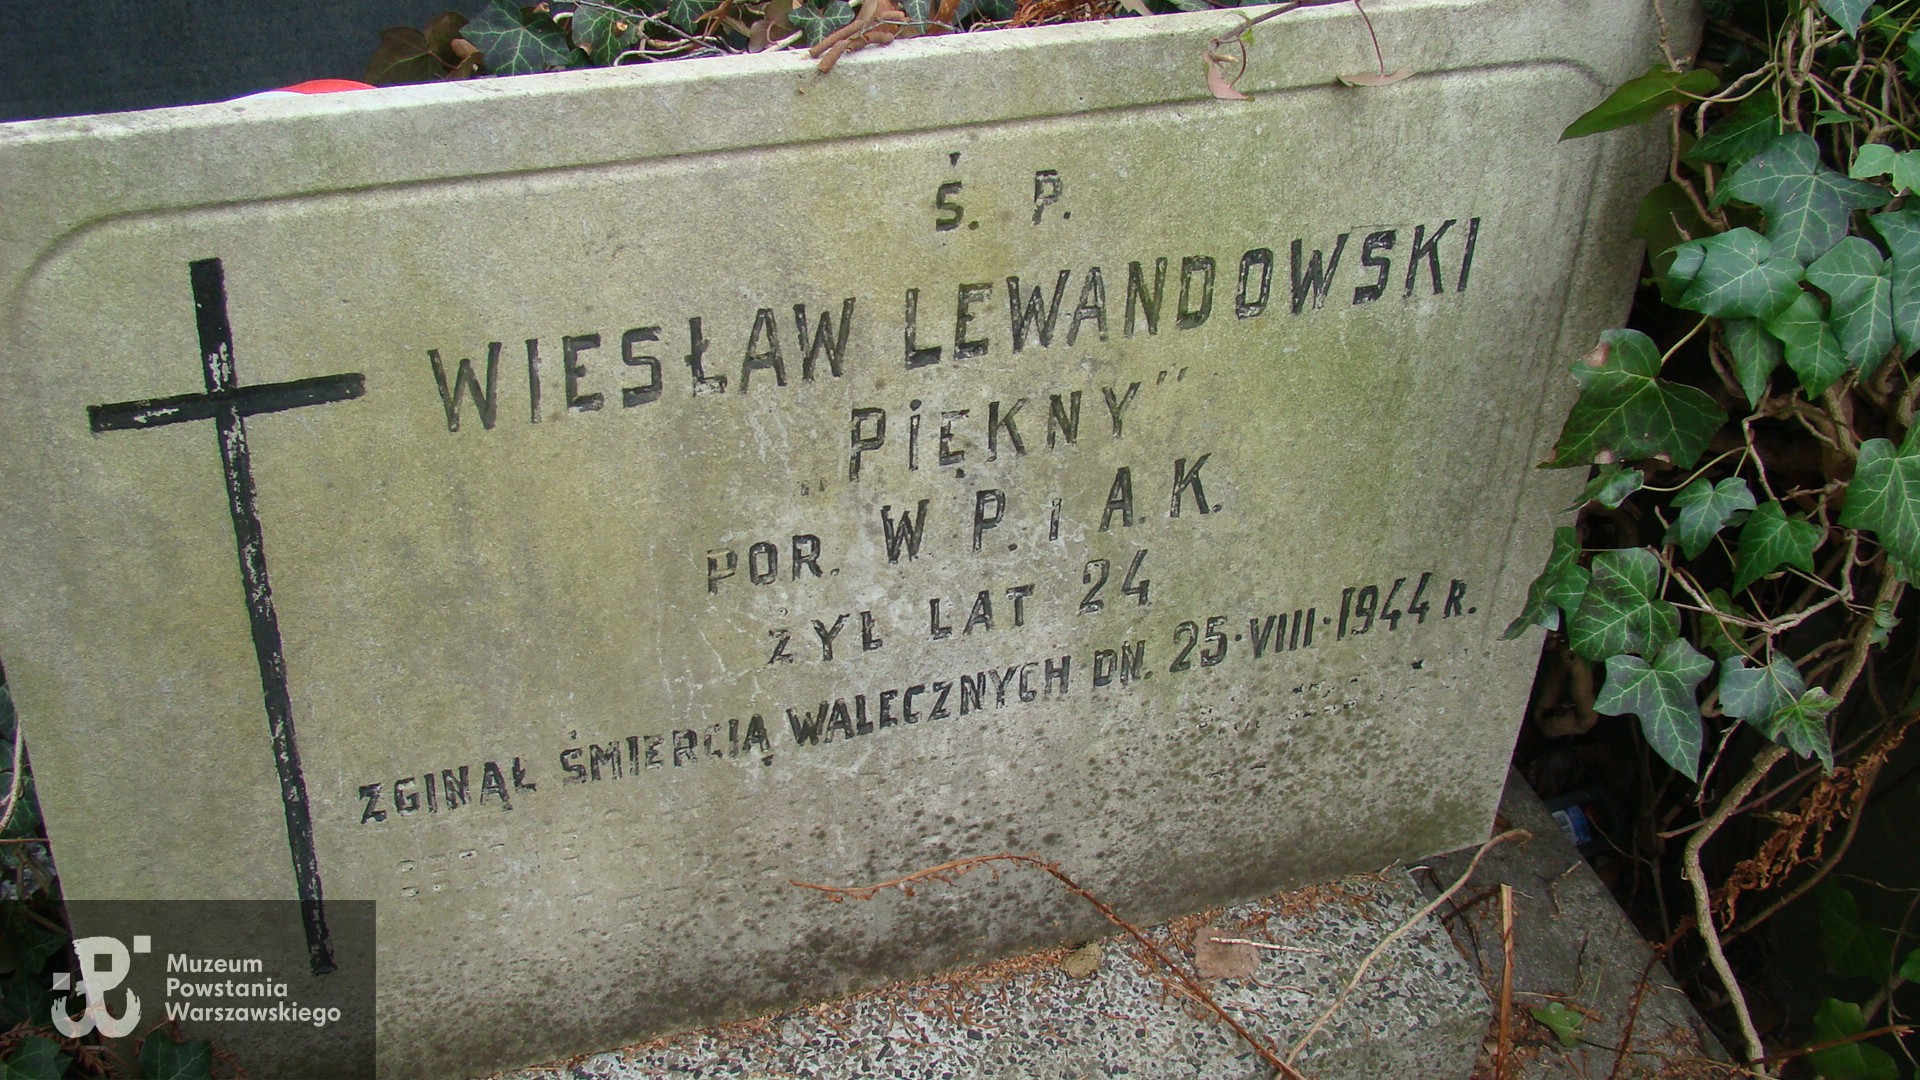 Ś. P.
WIESŁAW LEWANDOWSKI
„PIĘKNY”
POR. W. P. i A. K.
ŻYŁ LAT 24
ZGINĄŁ ŚMIERCIĄ WALECZNYCH DN. 25·VIII·1944 R.
Muzeum
Powstania
Warszawskiego